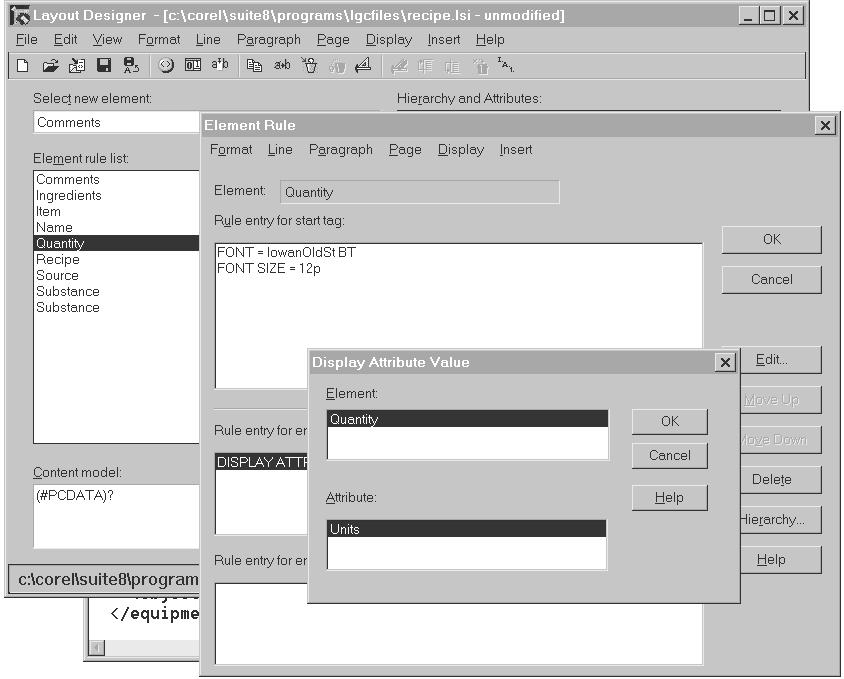 Layout Designer - [c:\corel\suite8\programs\lgcfiles\recipe.lsi - unmodified]
File Edit View Format Line Paragraph Page Display Insert Help
Select new element:
Hierarchy and Attributes:
Comments
Element rule list:
Comments
Ingredients
Item
Name
Quantity
Recipe
Source
Substance
Substance
Content model:
(#PCDATA)?
c:\corel\suite8\program
</equipme
Element Rule
Format Line Paragraph Page Display Insert
Element: Quantity
Rule entry for start tag:
FONT = IowanOldSt BT
FONT SIZE = 12p
OK
Cancel
Edit...
Move Up
Move Down
Delete
Hierarchy...
Help
Rule entry for er
DISPLAY ATTR
Rule entry for er
Display Attribute Value
Element:
Quantity
OK
Cancel
Attribute:
Help
Units